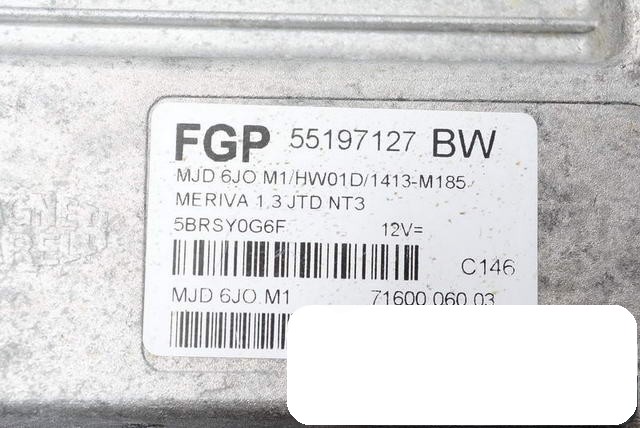 FGP 55197127 BW
MJD 6JO M1/HW01D/1413-M185
MERIVA 1,3 JTD NT3
5BRSY0G6F 12V=
C146
MJD 6JO.M1 71600.060.03